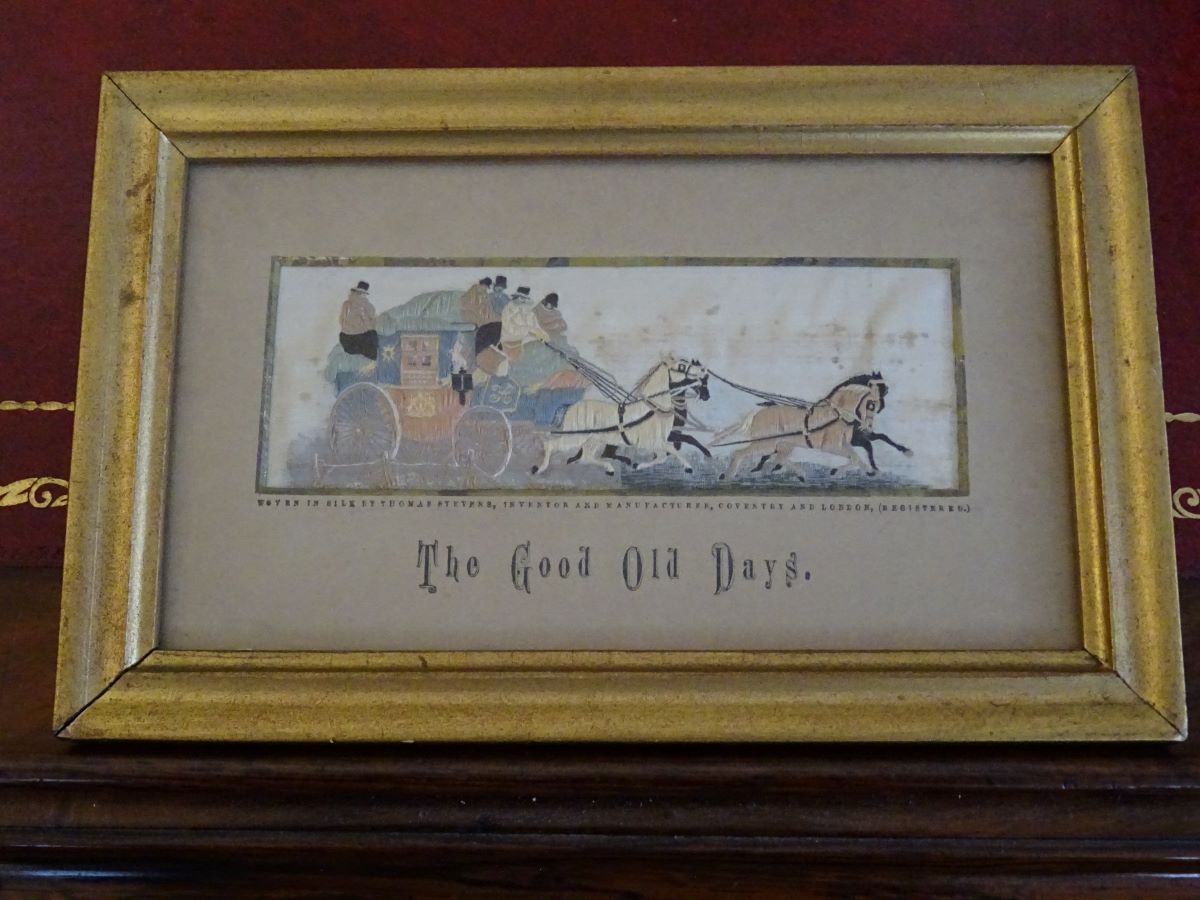 WOVEN IN SILK BY THOMAS STEVENS, INVENTOR AND MANUFACTURER, COVENTRY AND LONDON, (REGISTERED.)
The Good Old Days.